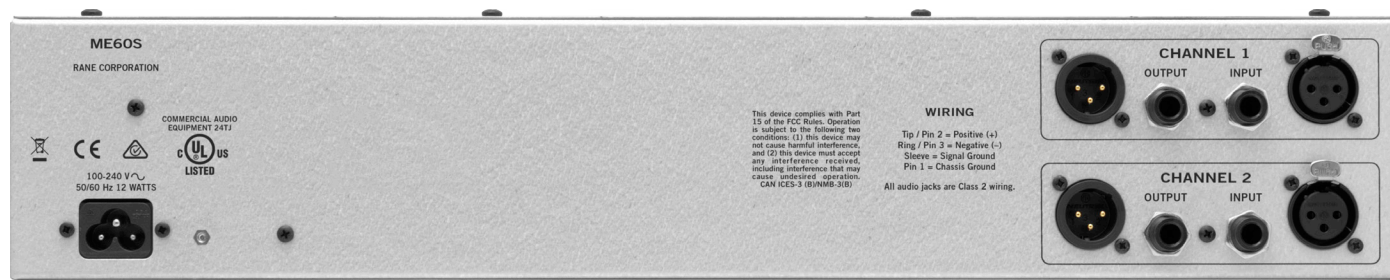 ME60S
RANE CORPORATION
COMMERCIAL AUDIO
EQUIPMENT 24TJ
CE
C UL US
LISTED
100-240 V
50/60 Hz 12 WATTS
This device complies with Part
15 of the FCC Rules. Operation
is subject to the following two
conditions: (1) this device may
not cause harmful interference,
and (2) this device must accept
any interference received,
including interference that may
cause undesired operation.
CAN ICES-3 (B)/NMB-3(B)
WIRING
Tip / Pin 2 = Positive (+)
Ring / Pin 3 = Negative (–)
Sleeve = Signal Ground
Pin 1 = Chassis Ground
All audio jacks are Class 2 wiring.
CHANNEL 1
OUTPUT INPUT
CHANNEL 2
OUTPUT INPUT